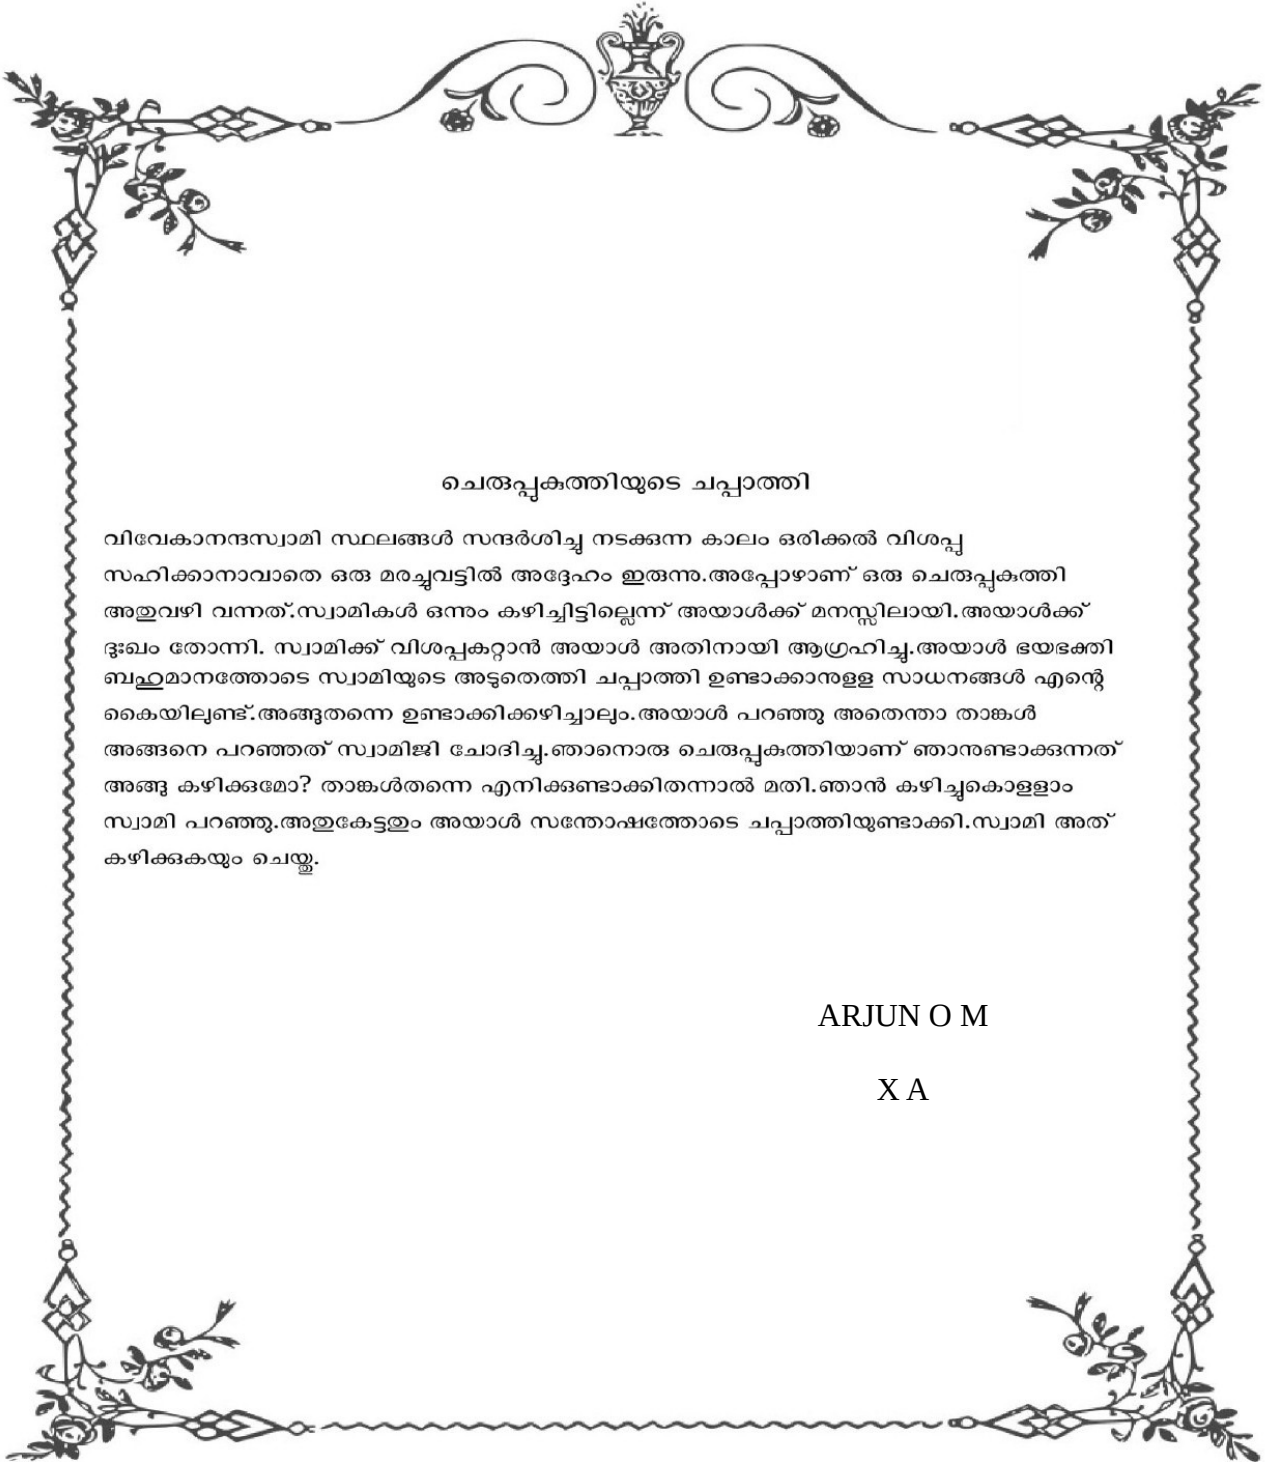 ചെരുപ്പുകുത്തിയുടെ ചപ്പാത്തി
വിവേകാനന്ദസ്വാമി സ്ഥലങ്ങൾ സന്ദർശിച്ചു നടക്കുന്ന കാലം ഒരിക്കൽ വിശപ്പു
സഹിക്കാനാവാതെ ഒരു മരച്ചുവട്ടിൽ അദ്ദേഹം ഇരുന്നു.അപ്പോഴാണ് ഒരു ചെരുപ്പുകുത്തി
അതുവഴി വന്നത്.സ്വാമികൾ ഒന്നും കഴിച്ചിട്ടില്ലെന്ന് അയാൾക്ക് മനസ്സിലായി.അയാൾക്ക്
ദുഃഖം തോന്നി. സ്വാമിക്ക് വിശപ്പകറ്റാൻ അയാൾ അതിനായി ആഗ്രഹിച്ചു.അയാൾ ഭയഭക്തി
ബഹുമാനത്തോടെ സ്വാമിയുടെ അടുതെത്തി ചപ്പാത്തി ഉണ്ടാക്കാനുളള സാധനങ്ങൾ എന്റെ
കൈയിലുണ്ട്.അങ്ങുതന്നെ ഉണ്ടാക്കിക്കഴിച്ചാലും.അയാൾ പറഞ്ഞു അതെന്താ താങ്കൾ
അങ്ങനെ പറഞ്ഞത് സ്വാമിജി ചോദിച്ചു.ഞാനൊരു ചെരുപ്പുകുത്തിയാണ് ഞാനുണ്ടാക്കുന്നത്
അങ്ങു കഴിക്കുമോ? താങ്കൾതന്നെ എനിക്കുണ്ടാക്കിതന്നാൽ മതി.ഞാൻ കഴിച്ചുകൊളളാം
സ്വാമി പറഞ്ഞു.അതുകേട്ടതും അയാൾ സന്തോഷത്തോടെ ചപ്പാത്തിയുണ്ടാക്കി.സ്വാമി അത്
കഴിക്കുകയും ചെയ്തു.
ARJUN O M
X A